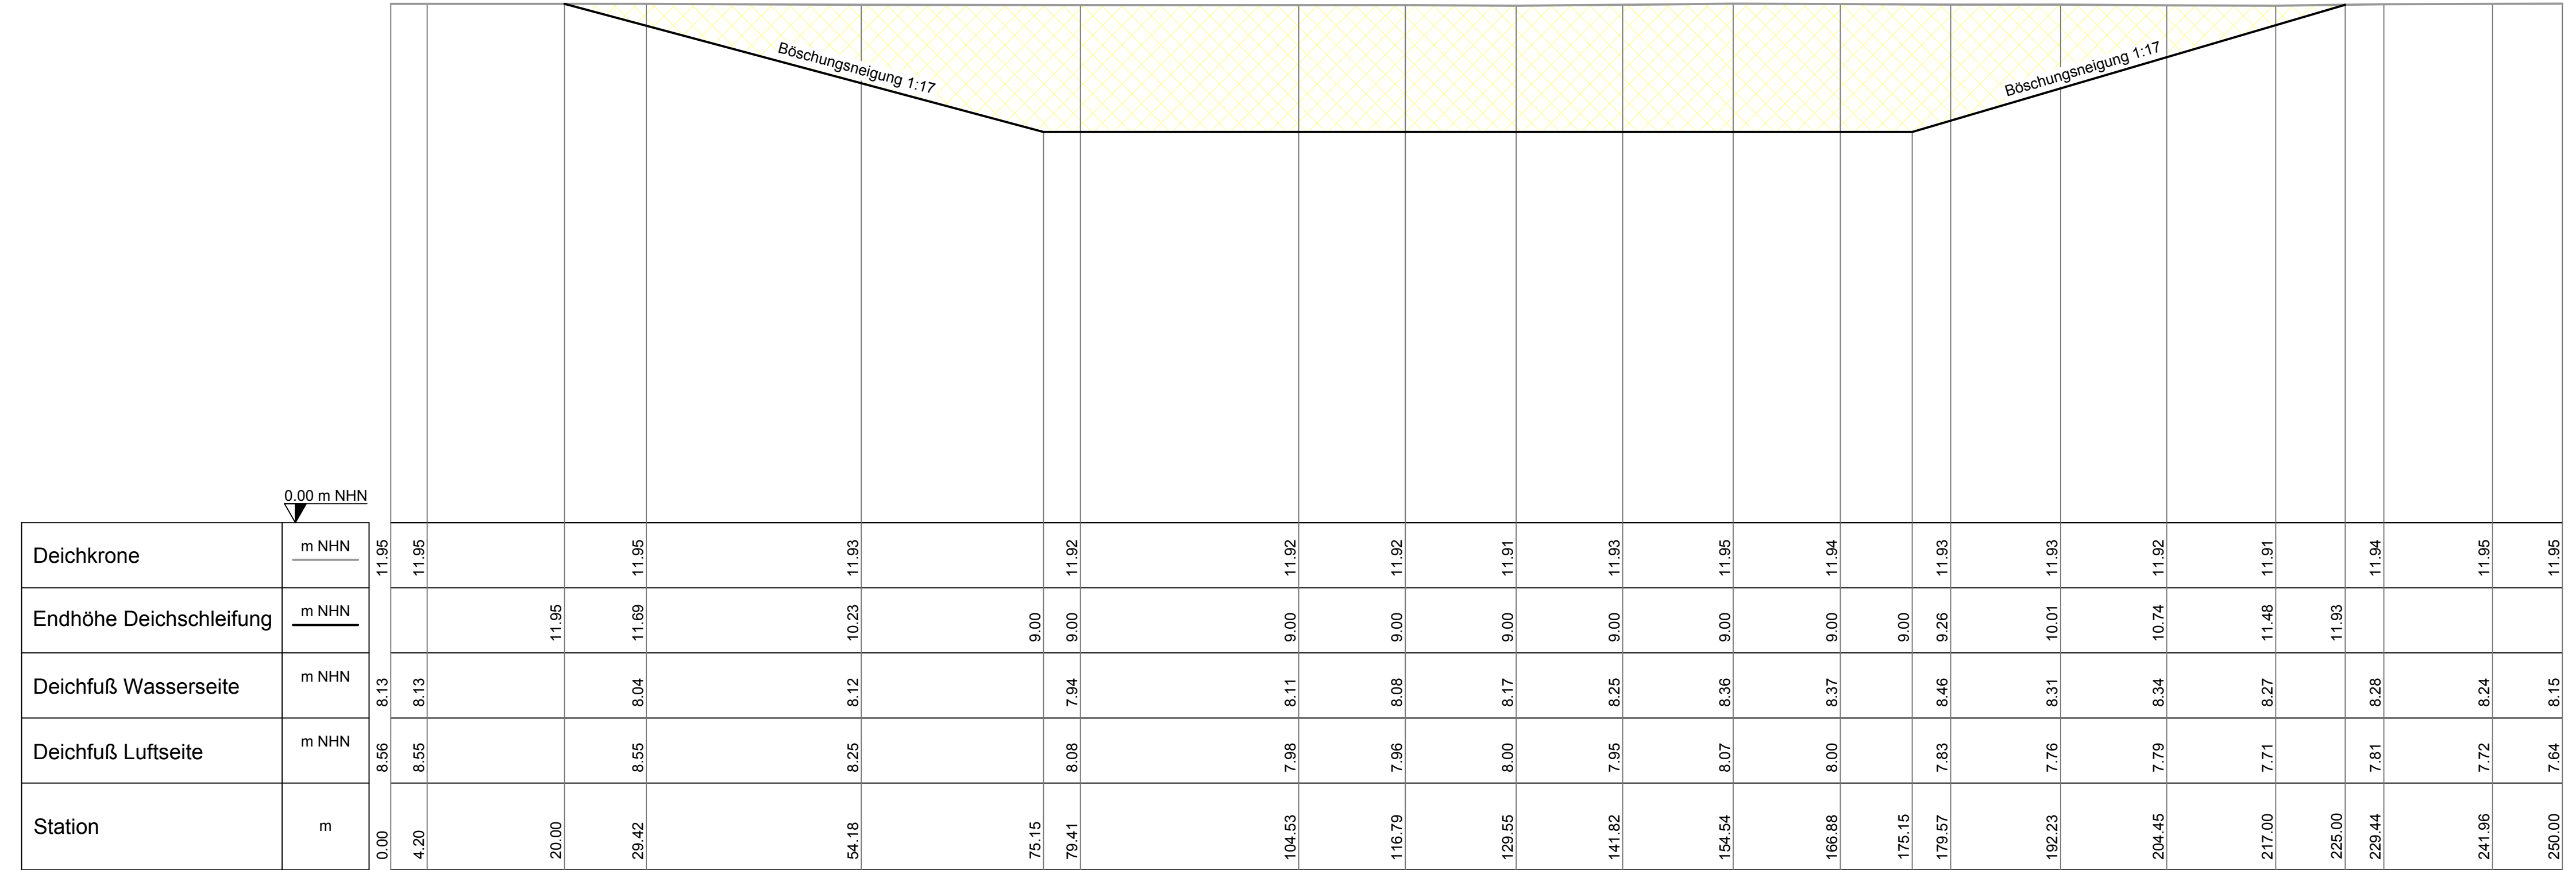 Böschungsneigung 1:17
Böschungsneigung 1:17
0.00 m NHN
Deichkrone m NHN 11.95 11.95 11.95 11.93 11.92 11.92 11.92 11.91 11.93 11.95 11.94 11.93 11.93 11.92 11.91 11.94 11.95 11.95
Endhöhe Deichschleifung m NHN 11.95 11.69 10.23 9.00 9.00 9.00 9.00 9.00 9.00 9.00 9.00 9.00 9.26 10.01 10.74 11.48 11.93
Deichfuß Wasserseite m NHN 8.13 8.13 8.04 8.12 7.94 8.11 8.08 8.17 8.25 8.36 8.37 8.46 8.31 8.34 8.27 8.28 8.24 8.15
Deichfuß Luftseite m NHN 8.56 8.55 8.55 8.25 8.08 7.98 7.96 8.00 7.95 8.07 8.00 7.83 7.76 7.79 7.71 7.81 7.72 7.64
Station m 0.00 4.20 20.00 29.42 54.18 75.15 79.41 104.53 116.79 129.55 141.82 154.54 166.88 175.15 179.57 192.23 204.45 217.00 225.00 229.44 241.96 250.00